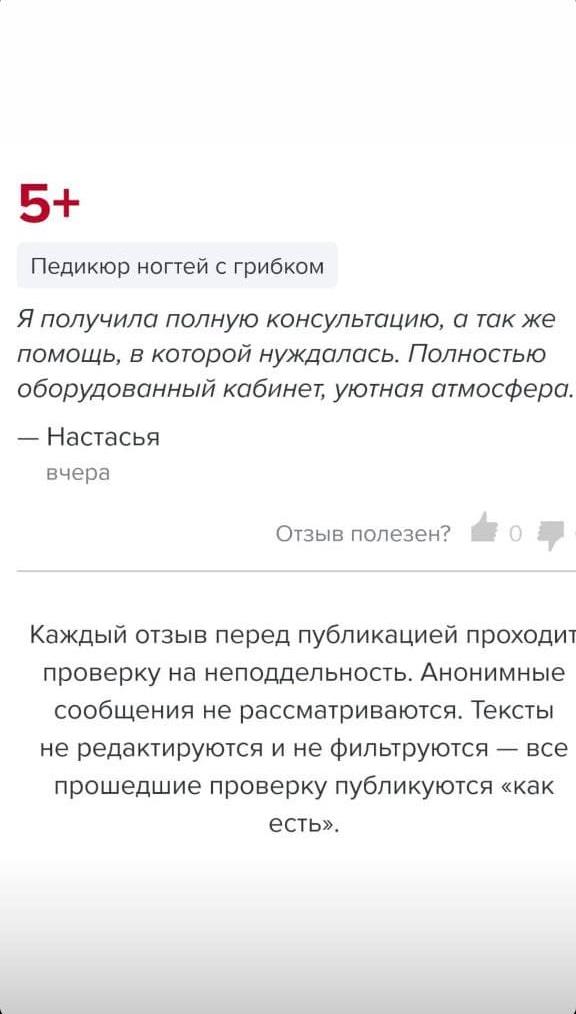 5+
Педикюр ногтей с грибком
Я получила полную консультацию, а так же
помощь, в которой нуждалась. Полностью
оборудованный кабинет, уютная атмосфера.
— Настасья
вчера
Отзыв полезен? 0
Каждый отзыв перед публикацией проходит
проверку на неподдельность. Анонимные
сообщения не рассматриваются. Тексты
не редактируются и не фильтруются — все
прошедшие проверку публикуются «как
есть».